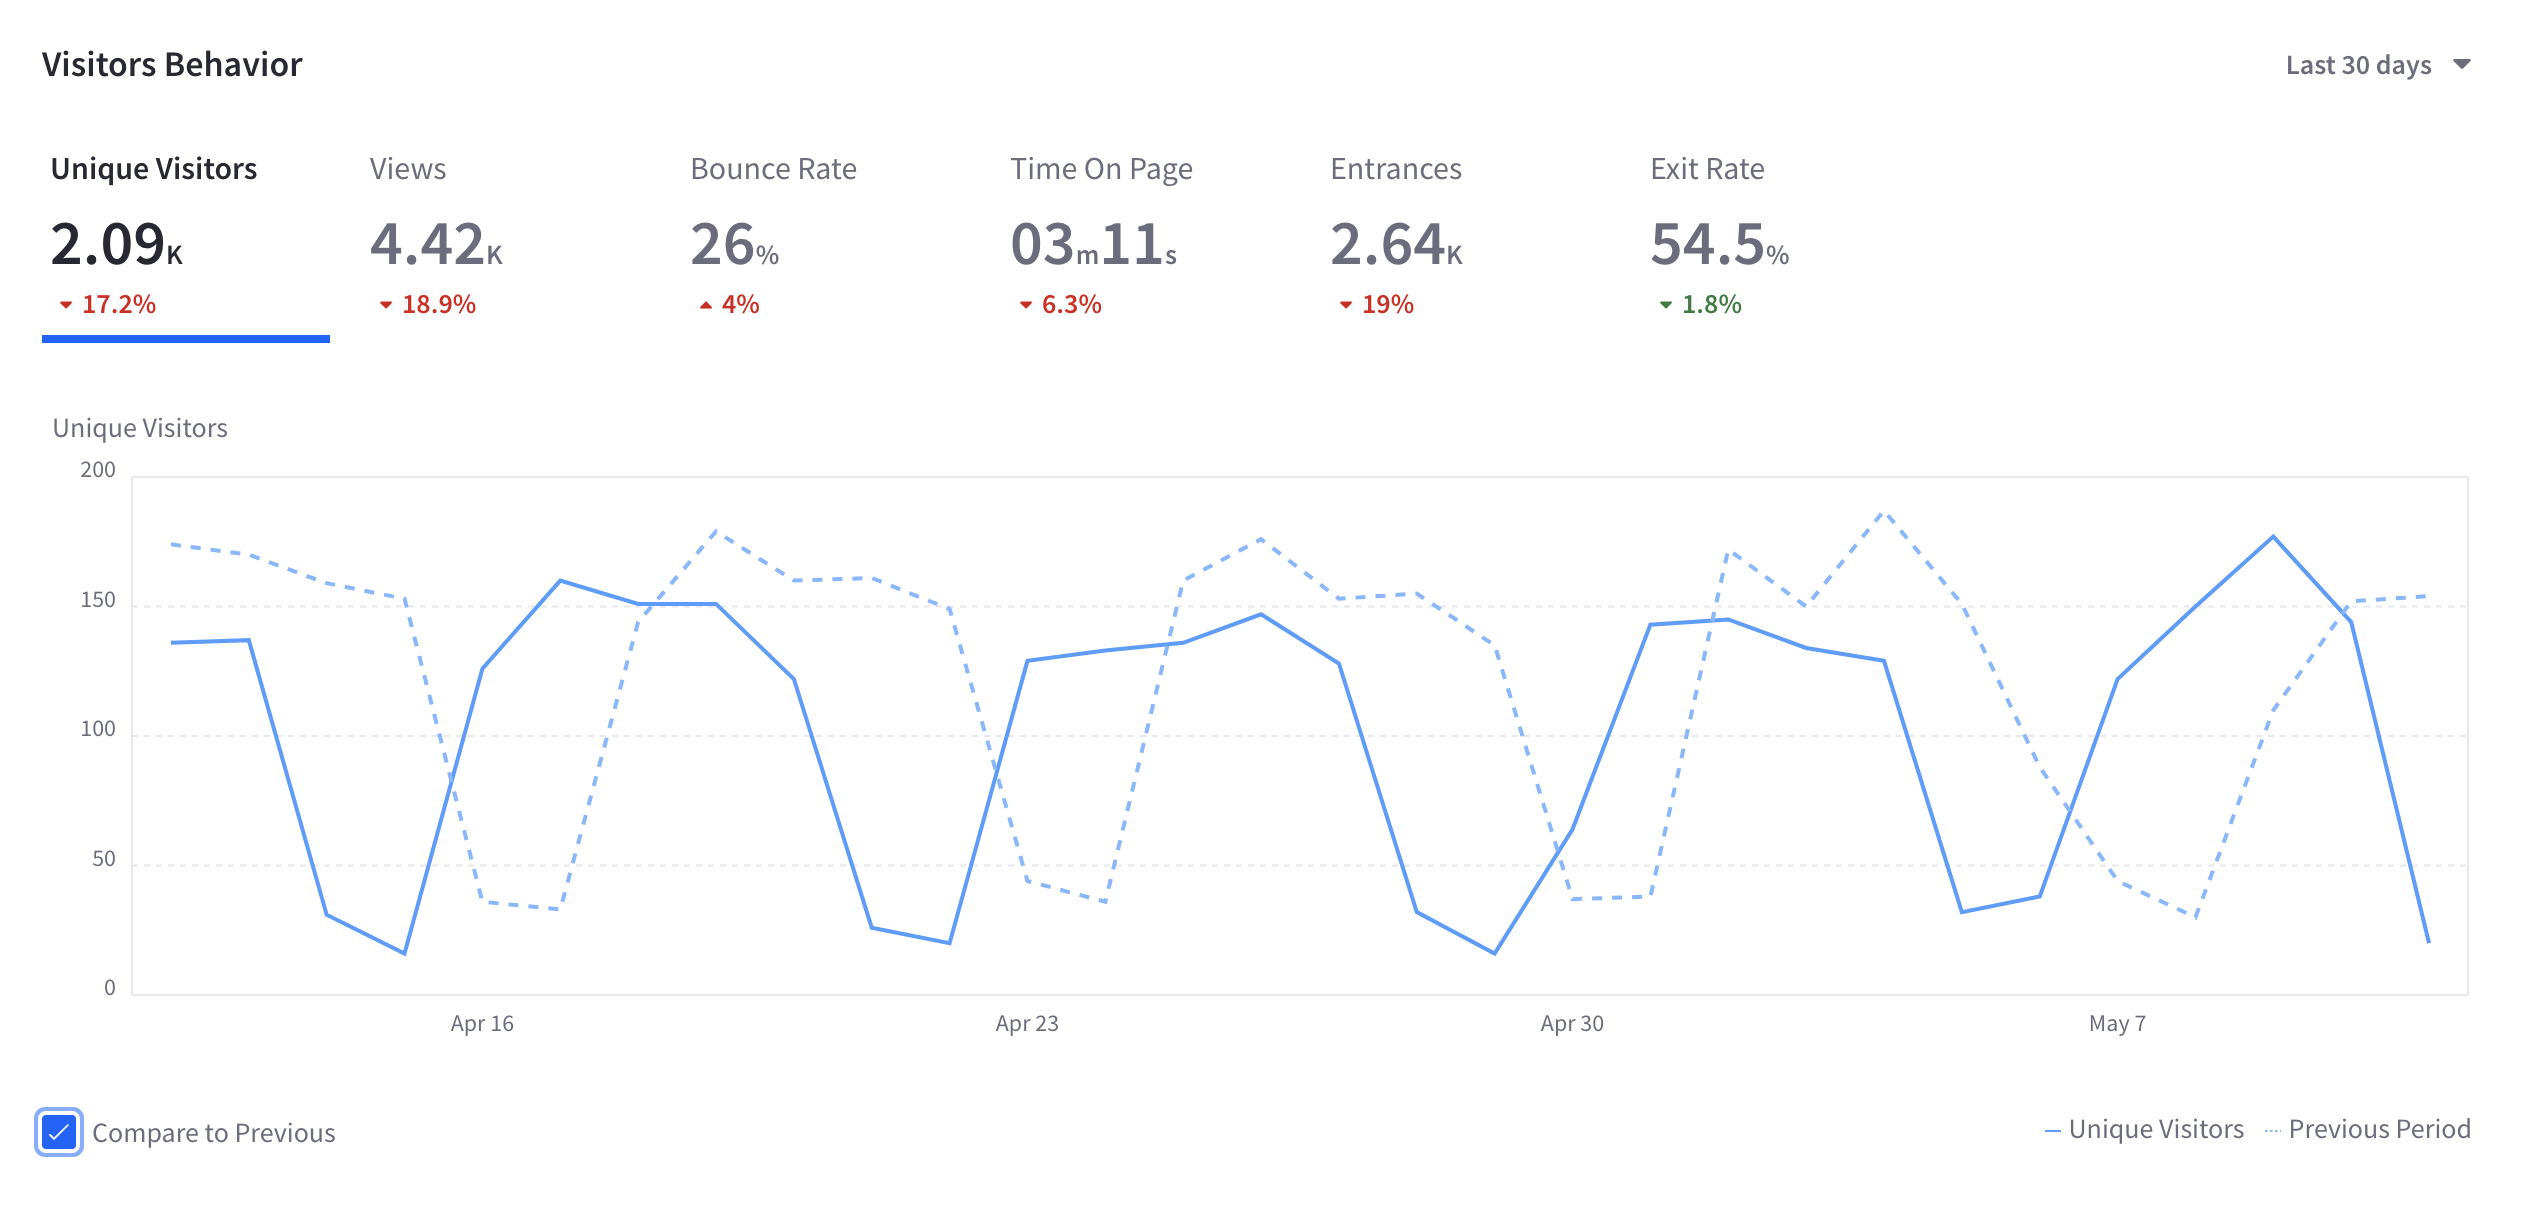 Visitors Behavior
Last 30 days
Unique Visitors
2.09K
17.2%
Views
4.42K
18.9%
Bounce Rate
26%
4%
Time On Page
03m11s
6.3%
Entrances
2.64K
19%
Exit Rate
54.5%
1.8%
Unique Visitors
200
150
100
50
0
Apr 16
Apr 23
Apr 30
May 7
Compare to Previous
Unique Visitors
Previous Period